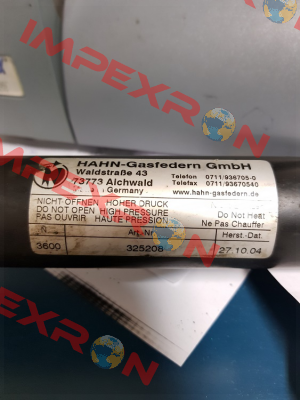 IMPEXRON
HAHN-Gasfedern GmbH
Waldstraße 43
73773 Aichwald
Germany
Telefon 0711/936705-0
Telefax 0711/93670540
www.hahn-gasfedern.de
NICHT ÖFFNEN HOHER DRUCK
DO NOT OPEN HIGH PRESSURE
PAS OUVRIR HAUTE PRESSION
Do Not Heat
Ne Pas Chauffer
Art.-Nr.
Herst.-Dat.
3600 325208 27.10.04
IMPEXRON